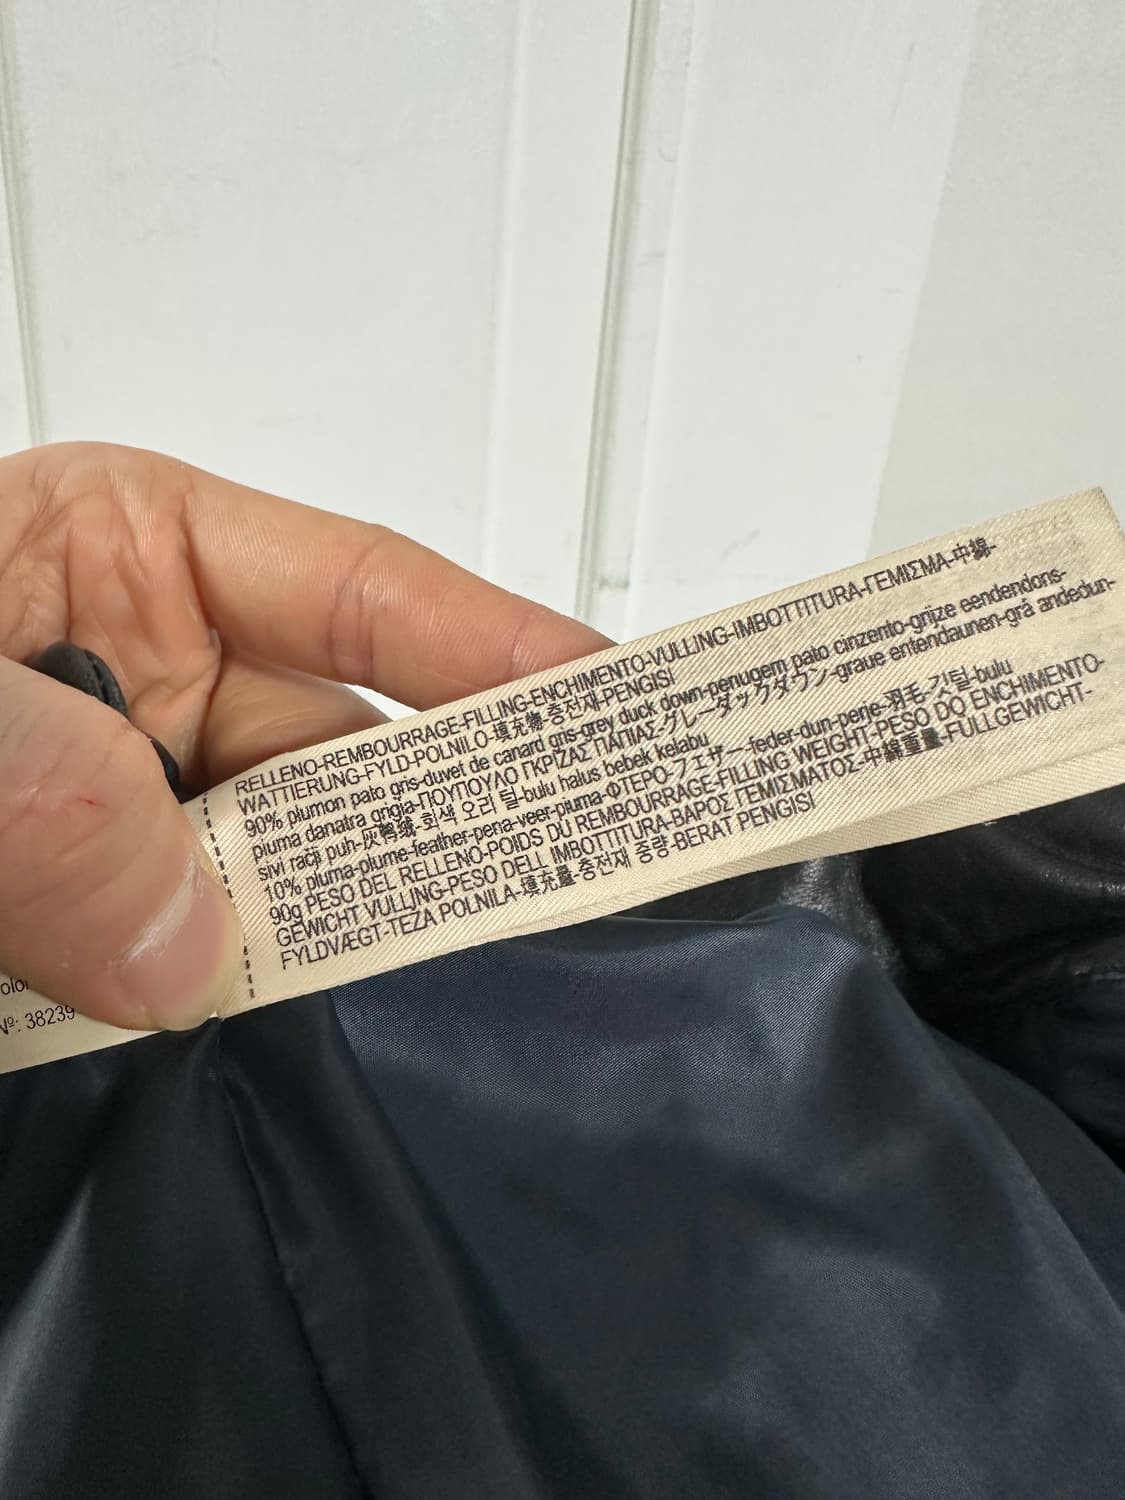 RELLENO-REMBOURRAGE-FILLING-ENCHIMENTO-VULLING-IMBOTTITURA-ΓΕΜΙΣΜΑ-中綿-
WATTIERUNG-FYLD-POLNILO-填充物-충전재-PENGISI
90% plumon pato gris-duvet de canard gris-grey duck down-penugem pato cinzento-grijze eendendons-
piuma danatra grigia-ΠΟΥΠΟΥΛΟ ΓΚΡΙΖΑΣ ΠΑΠΙΑΣ-グレーダックダウン-graue entendaunen-grå andedun-
sivi račji puh-灰鸭绒-회색 오리 털-bulu halus bebek kelabu
10% pluma-plume-feather-pena-veer-piuma-ΦΤΕΡΟ-フェザー-feder-dun-perje-羽毛-깃털-bulu
90g PESO DEL RELLENO-POIDS DU REMBOURRAGE-FILLING WEIGHT-PESO DO ENCHIMENTO-
GEWICHT VULLING-PESO DELL IMBOTTITURA-ΒΑΡΟΣ ΓΕΜΙΣΜΑΤΟΣ-中綿重量-FÜLLGEWICHT-
FYLDVÆGT-TEŽA POLNILA-填充量-충전재 중량-BERAT PENGISI
Nº: 38239